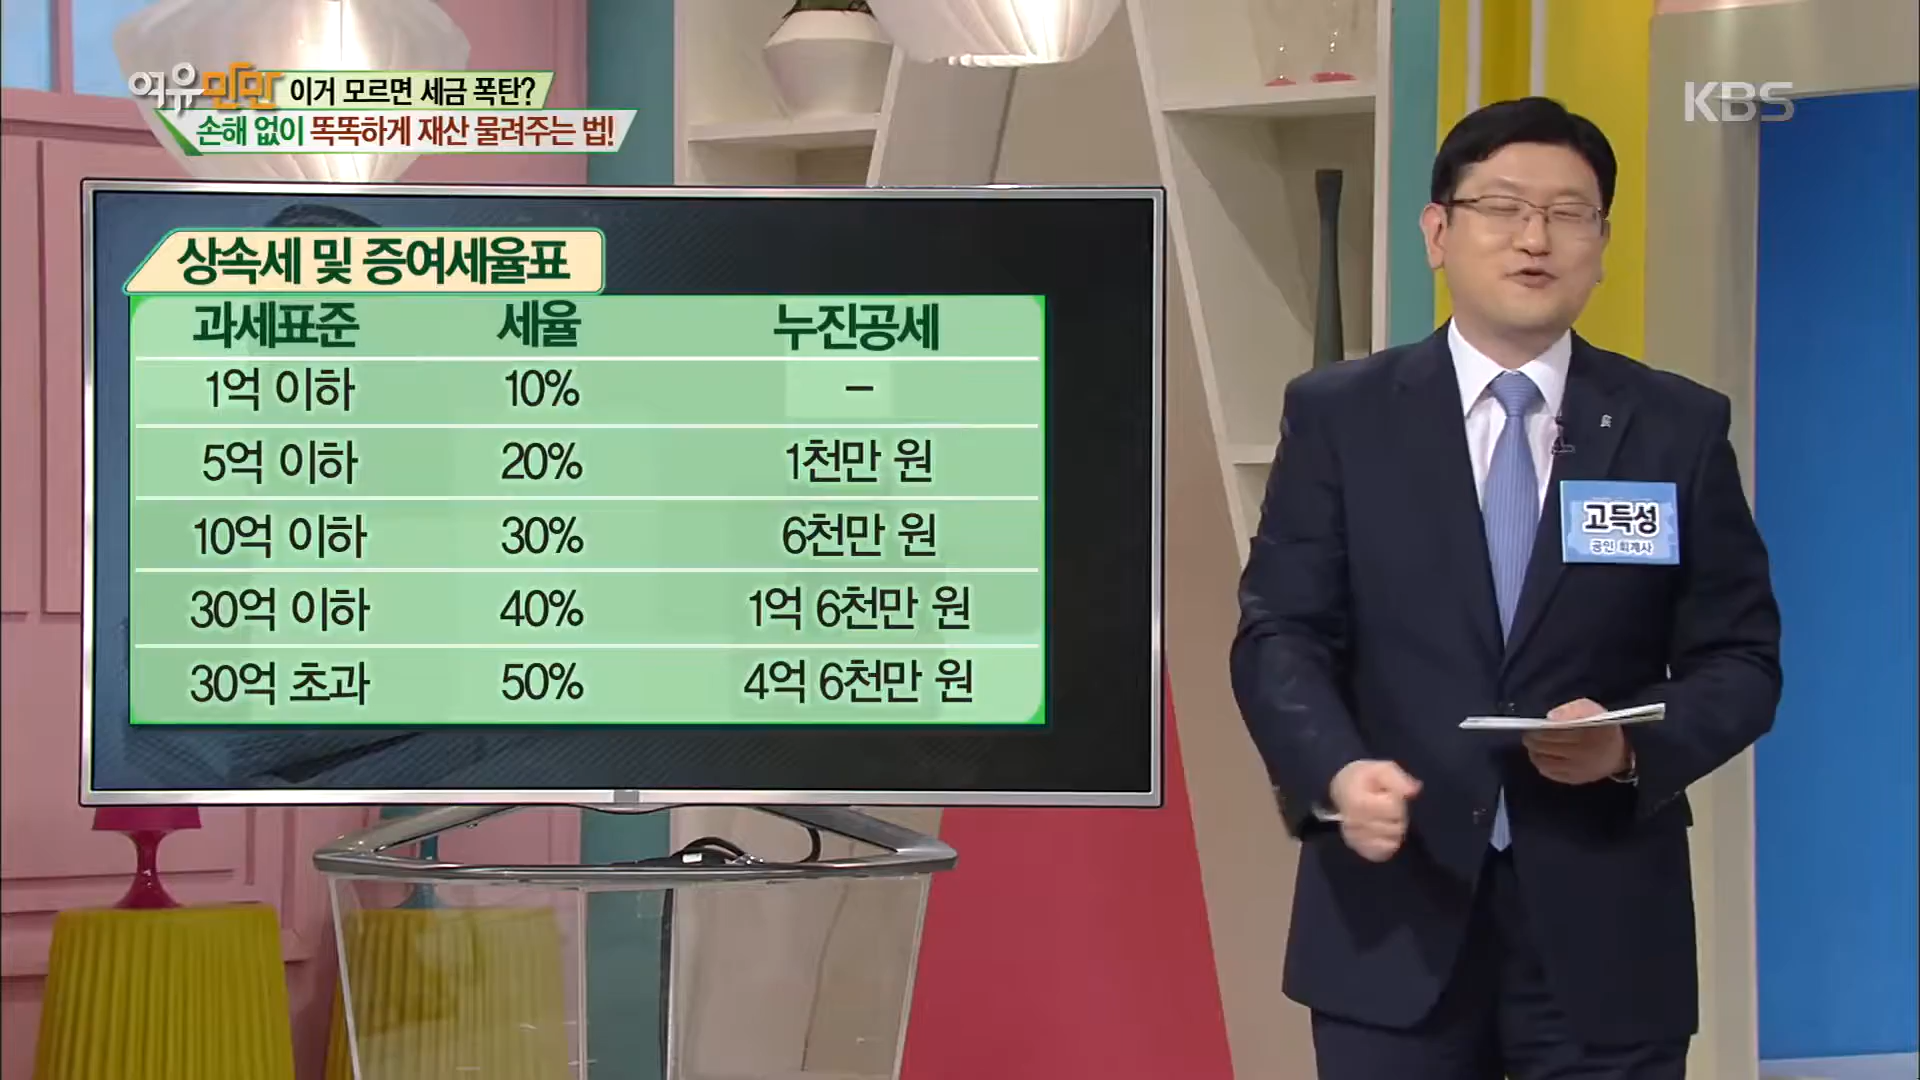 여유만만 이거 모르면 세금 폭탄?
손해 없이 똑똑하게 재산 물려주는 법!
KBS
상속세 및 증여세율표
과세표준 세율 누진공세
1억 이하 10% –
5억 이하 20% 1천만 원
10억 이하 30% 6천만 원
30억 이하 40% 1억 6천만 원
30억 초과 50% 4억 6천만 원
고득성
공인 회계사